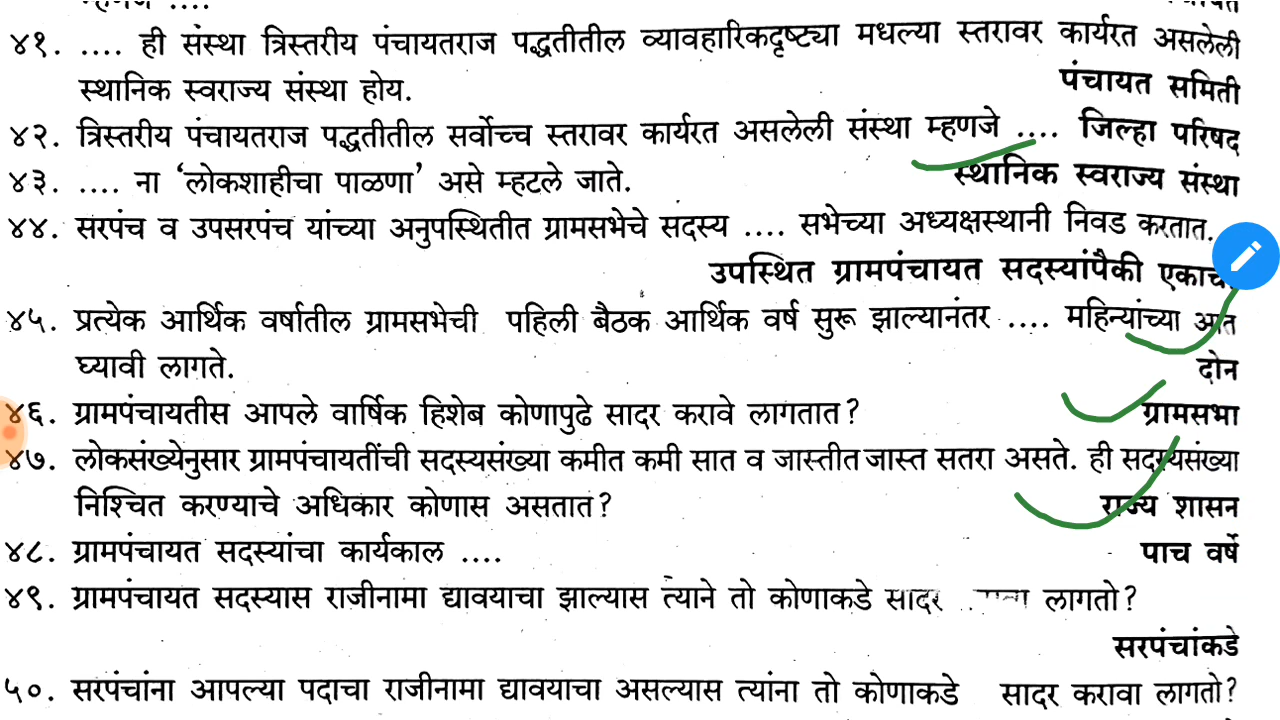 म्हणजे ....
४१. .... ही संस्था त्रिस्तरीय पंचायतराज पद्धतीतील व्यावहारिकदृष्ट्या मधल्या स्तरावर कार्यरत असलेली
स्थानिक स्वराज्य संस्था होय. पंचायत समिती
४२. त्रिस्तरीय पंचायतराज पद्धतीतील सर्वोच्च स्तरावर कार्यरत असलेली संस्था म्हणजे .... जिल्हा परिषद
४३. .... ना ‘लोकशाहीचा पाळणा’ असे म्हटले जाते. स्थानिक स्वराज्य संस्था
४४. सरपंच व उपसरपंच यांच्या अनुपस्थितीत ग्रामसभेचे सदस्य .... सभेच्या अध्यक्षस्थानी निवड करतात.
उपस्थित ग्रामपंचायत सदस्यांपैकी
४५. प्रत्येक आर्थिक वर्षातील ग्रामसभेची पहिली बैठक आर्थिक वर्ष सुरू झाल्यानंतर .... महिन्यांच्या आत
घ्यावी लागते. दोन
४६. ग्रामपंचायतीस आपले वार्षिक हिशेब कोणापुढे सादर करावे लागतात? ग्रामसभा
४७. लोकसंख्येनुसार ग्रामपंचायतींची सदस्यसंख्या कमीत कमी सात व जास्तीत जास्त सतरा असते. ही सदस्यसंख्या
निश्चित करण्याचे अधिकार कोणास असतात? राज्य शासन
४८. ग्रामपंचायत सदस्यांचा कार्यकाल .... पाच वर्षे
४९. ग्रामपंचायत सदस्यास राजीनामा द्यावयाचा झाल्यास त्याने तो कोणाकडे सादर लागतो?
सरपंचांकडे
५०. सरपंचांना आपल्या पदाचा राजीनामा द्यावयाचा असल्यास त्यांना तो कोणाकडे सादर करावा लागतो?